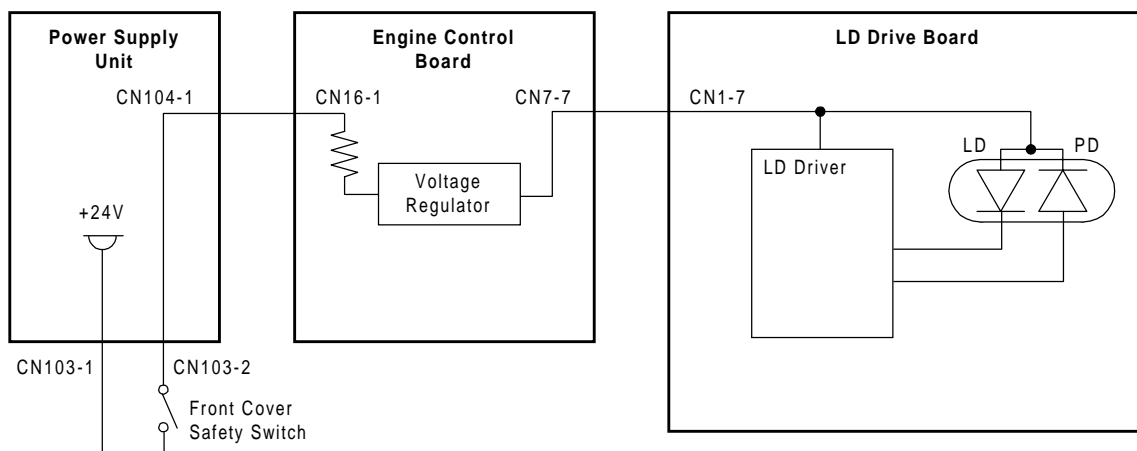 Power Supply
Unit
Engine Control
Board
LD Drive Board
CN104-1
CN16-1
CN7-7
CN1-7
LD
PD
LD Driver
Voltage
Regulator
+24V
CN103-1
CN103-2
Front Cover
Safety Switch